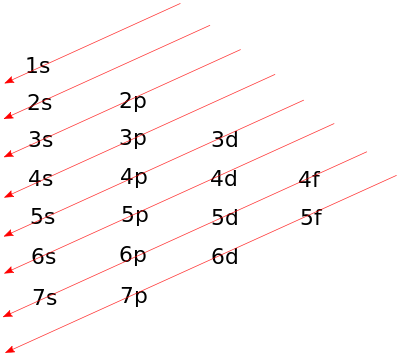 1s
2s 2p
3s 3p 3d
4s 4p 4d 4f
5s 5p 5d 5f
6s 6p 6d
7s 7p